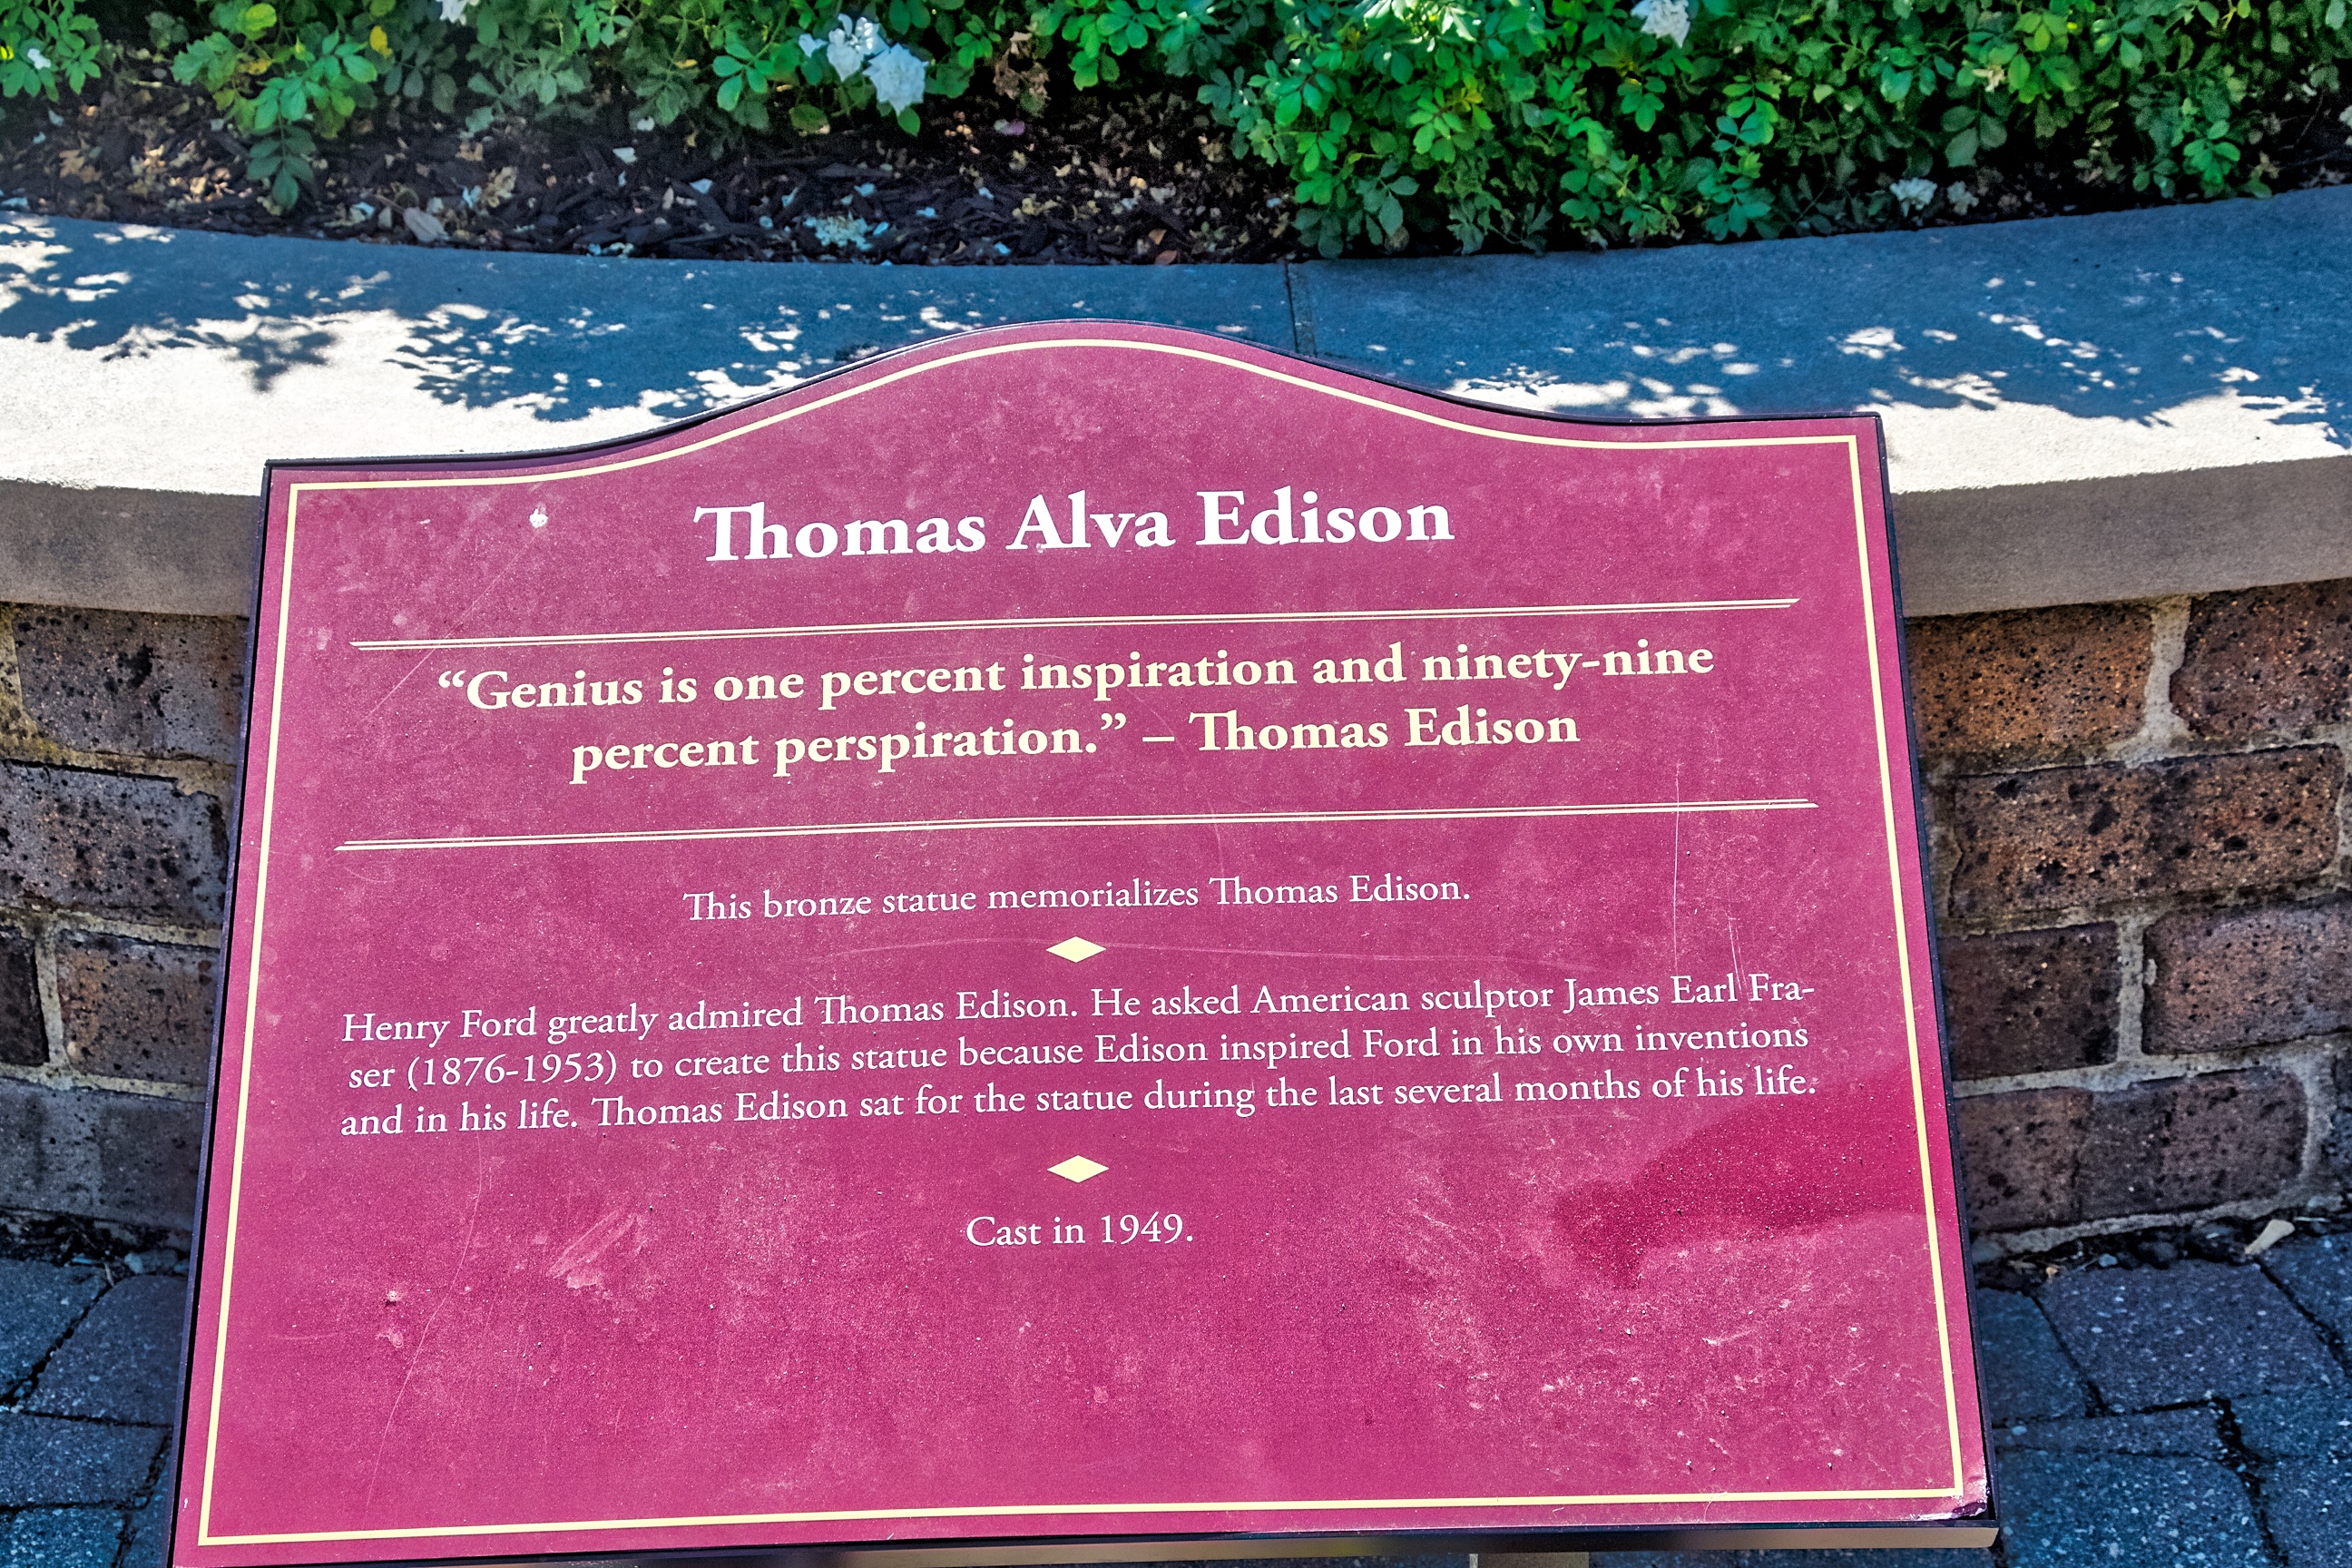 Thomas Alva Edison
“Genius is one percent inspiration and ninety-nine
percent perspiration.” – Thomas Edison
This bronze statue memorializes Thomas Edison.
Henry Ford greatly admired Thomas Edison. He asked American sculptor James Earl Fra-
ser (1876-1953) to create this statue because Edison inspired Ford in his own inventions
and in his life. Thomas Edison sat for the statue during the last several months of his life.
Cast in 1949.